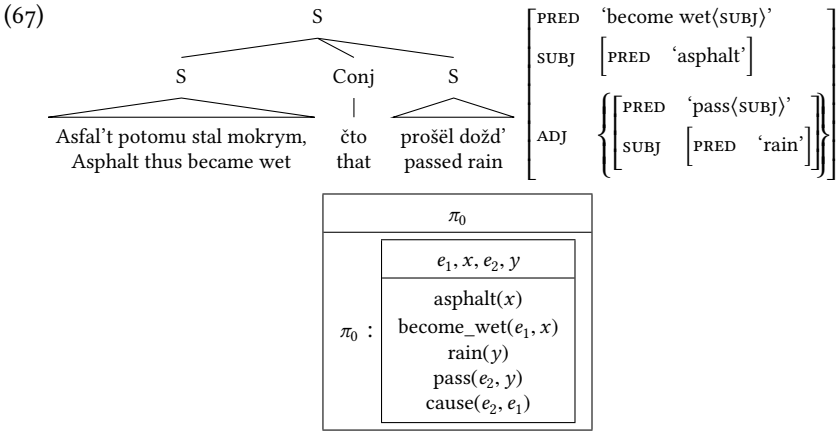 (67)
S
S Conj S
Asfal’t potomu stal mokrym, čto prošël dožd’
Asphalt thus became wet that passed rain
PRED ‘become wet⟨SUBJ⟩’
SUBJ [PRED ‘asphalt’]
ADJ {[PRED ‘pass⟨SUBJ⟩’
SUBJ [PRED ‘rain’]]}
π₀
π₀ :
e₁, x, e₂, y
asphalt(x)
become_wet(e₁, x)
rain(y)
pass(e₂, y)
cause(e₂, e₁)